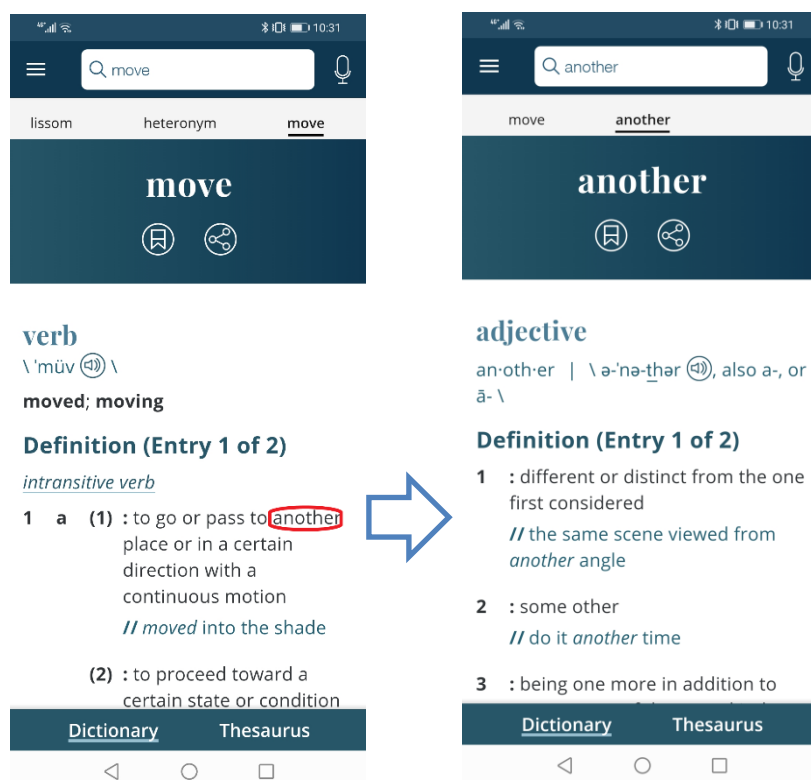 10:31
move
lissom heteronym move
move
verb
\ ˈmüv \
moved; moving
Definition (Entry 1 of 2)
intransitive verb
1 a (1) : to go or pass to another
place or in a certain
direction with a
continuous motion
// moved into the shade
(2) : to proceed toward a
certain state or condition
Dictionary Thesaurus
10:31
another
move another
another
adjective
an·oth·er | \ ə-ˈnə-t͟hər , also a-, or
ā- \
Definition (Entry 1 of 2)
1 : different or distinct from the one
first considered
// the same scene viewed from
another angle
2 : some other
// do it another time
3 : being one more in addition to
Dictionary Thesaurus